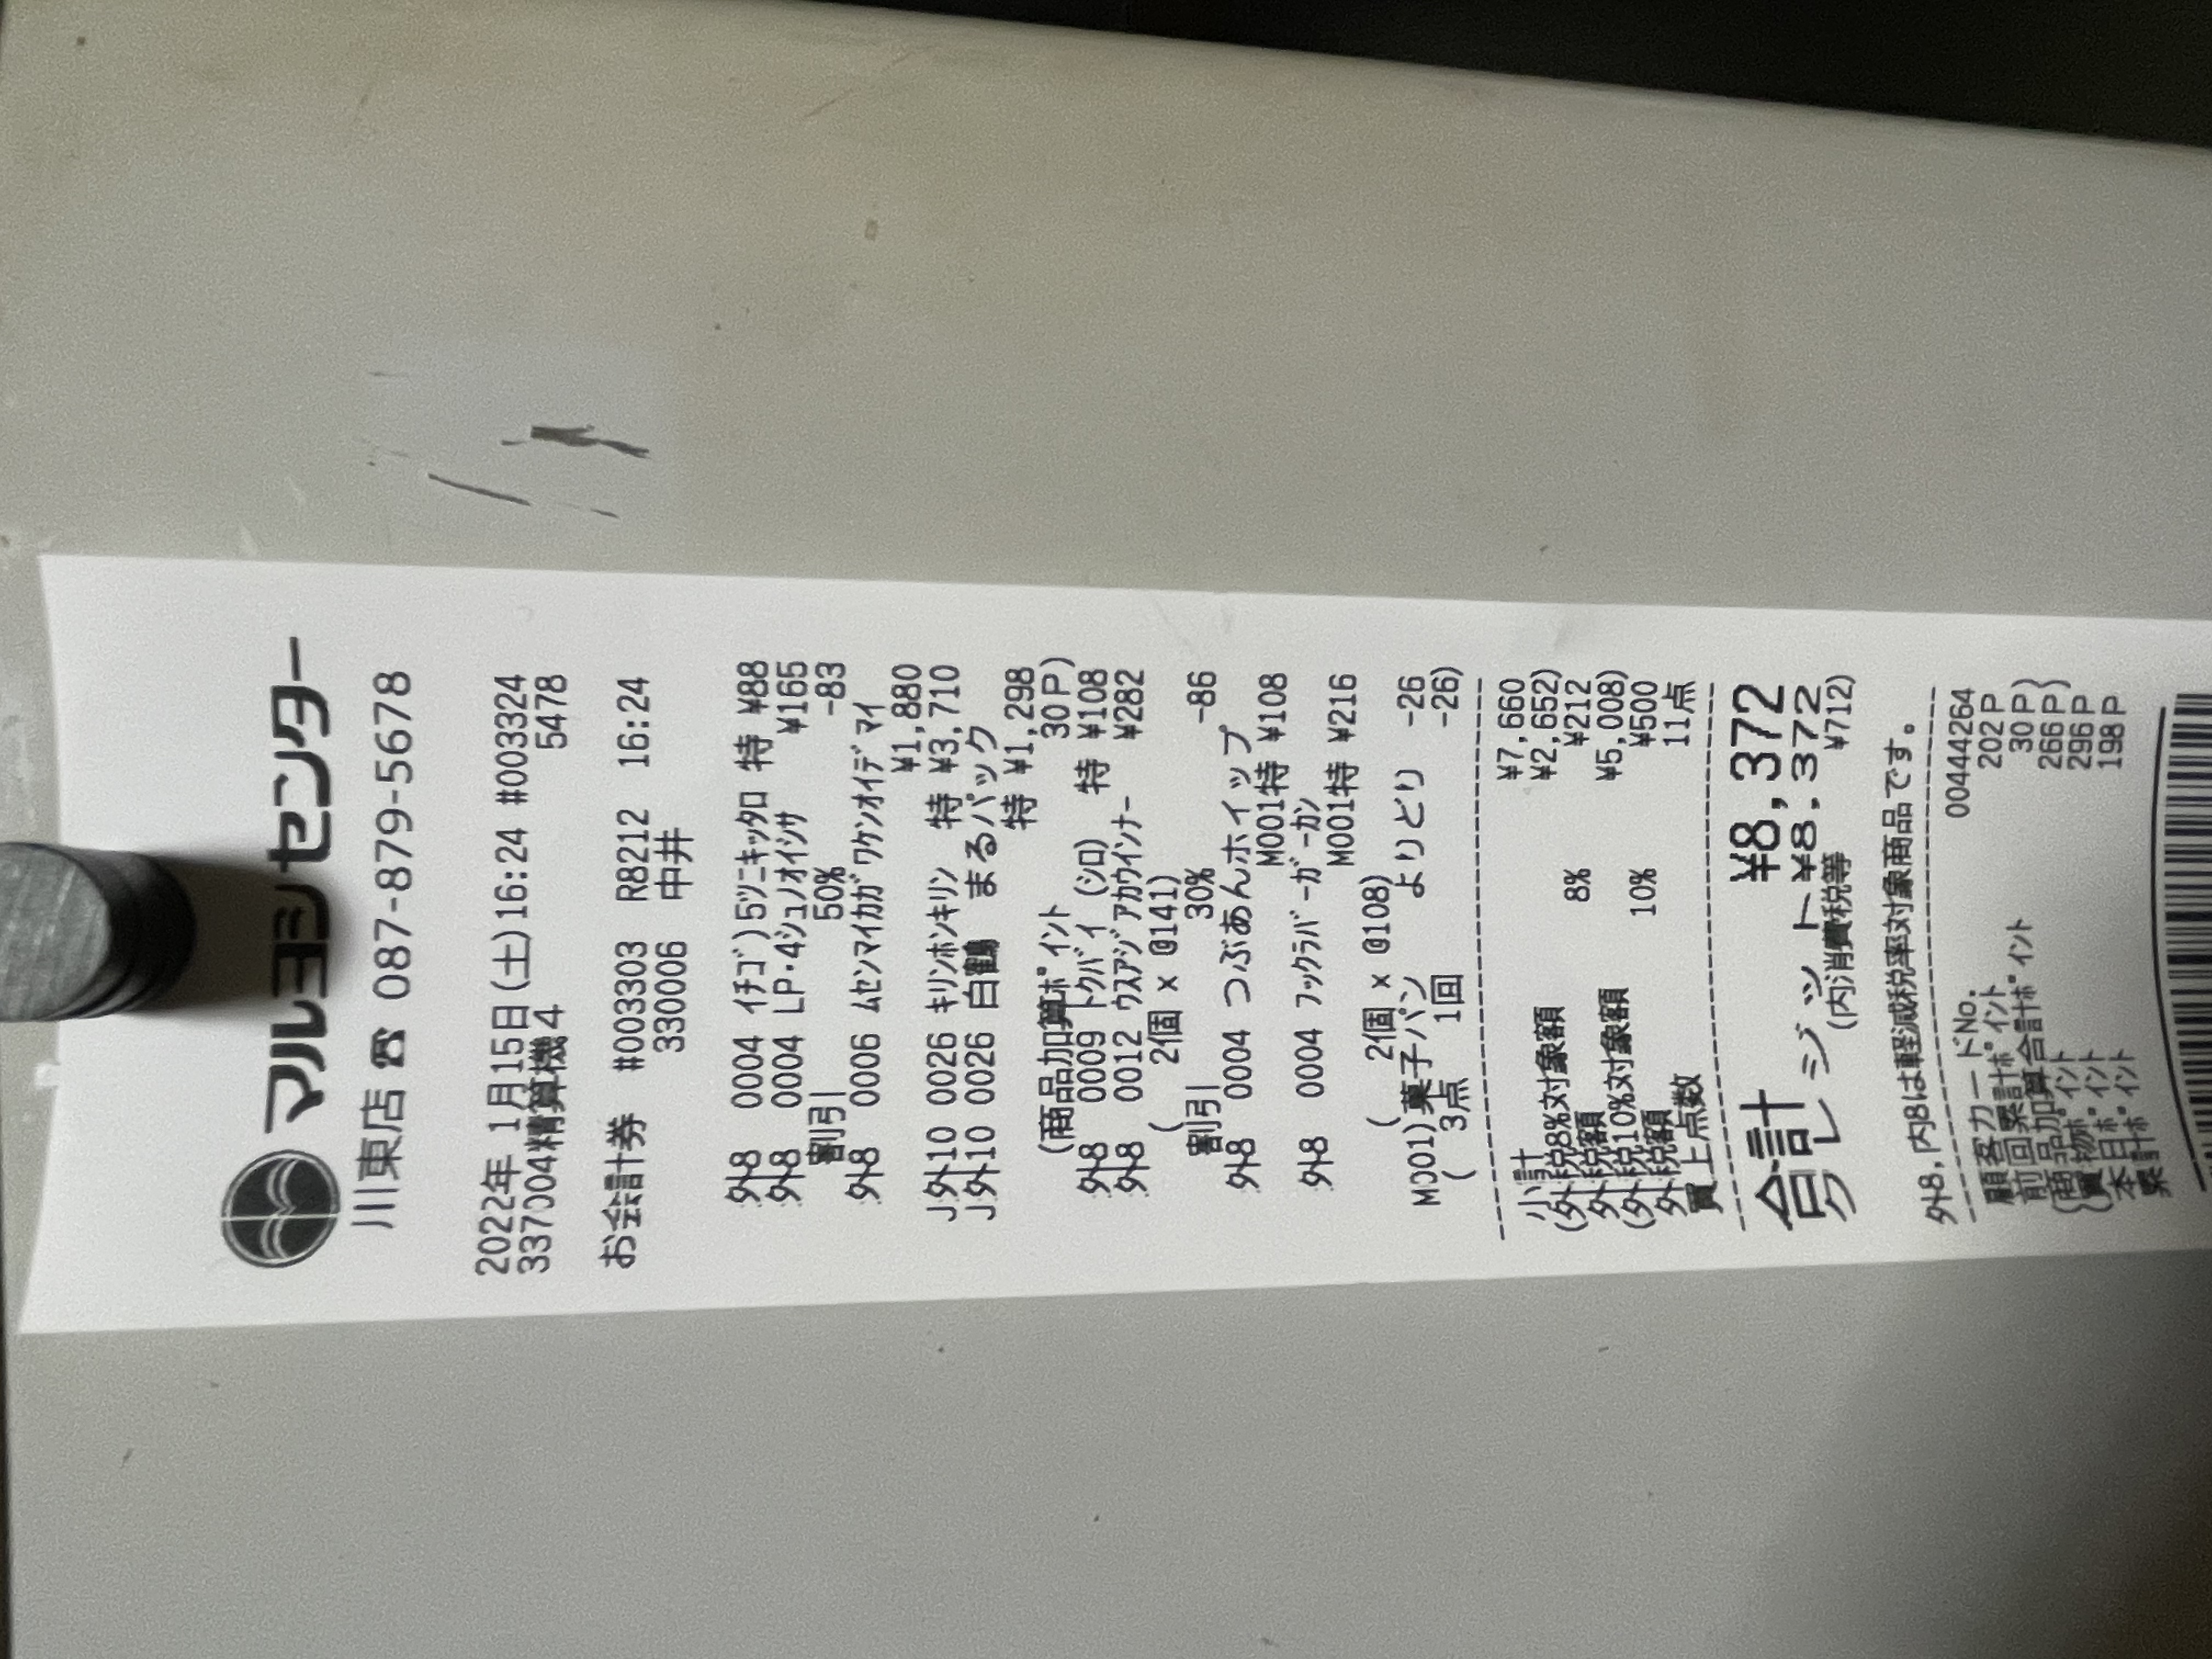 マルヨシセンター
川東店 ☎ 087-879-5678
2022年 1月15日(土)16:24 #003324
337004精算機4 5478
お会計券 #003303 R8212 16:24
330006 中井
外8 0004 イチゴ)5ツニキッタロ 特 ¥88
外8 0004 LP・4シュノオイシサ ¥165
割引 50% -83
外8 0006 ムセンマイカガワケンオイデマイ
¥1,880
J外10 0026 キリンホンキリン 特 ¥3,710
J外10 0026 白鶴 まるパック
特 ¥1,298
(商品加算ポイント 30P)
外8 0009 トクバイ (シロ) 特 ¥108
外8 0012 ウスアジアカウインナー ¥282
( 2個 × @141)
割引 30% -86
外8 0004 つぶあんホイップ
M001特 ¥108
外8 0004 フックラバーガーカン
M001特 ¥216
( 2個 × @108)
M001)菓子パン よりどり -26
( 3点 1回 -26)
小計 ¥7,660
(外税8%対象額 ¥2,652)
外税額 8% ¥212
(外税10%対象額 ¥5,008)
外税額 10% ¥500
買上点数 11点
合計 ¥8,372
クレジット ¥8,372
(内消費税等 ¥712)
外8,内8は軽減税率対象商品です。
顧客カードNo. 00444264
前回累計ポイント 202P
(商品加算合計ポイント 30P)
(買物ポイント 266P)
本日ポイント 296P
累計ポイント 198P